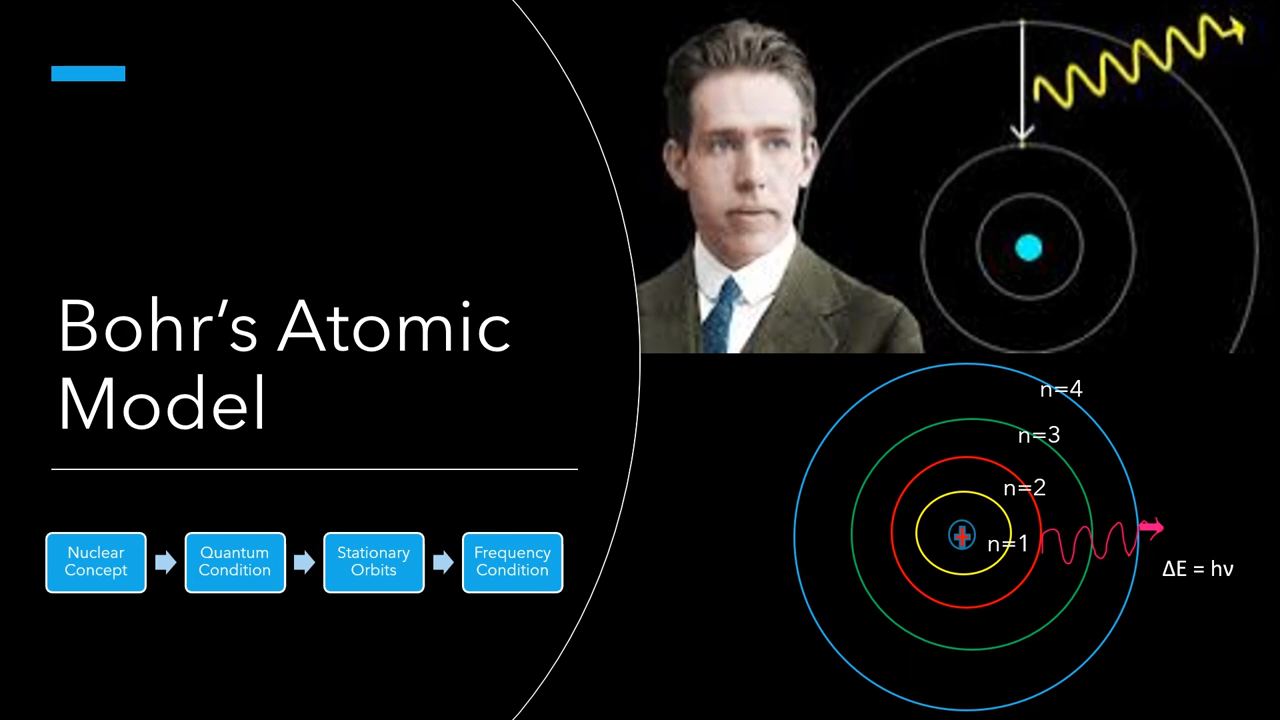 Bohr’s Atomic
Model
Nuclear
Concept
Quantum
Condition
Stationary
Orbits
Frequency
Condition
n=4
n=3
n=2
n=1
ΔE = hν